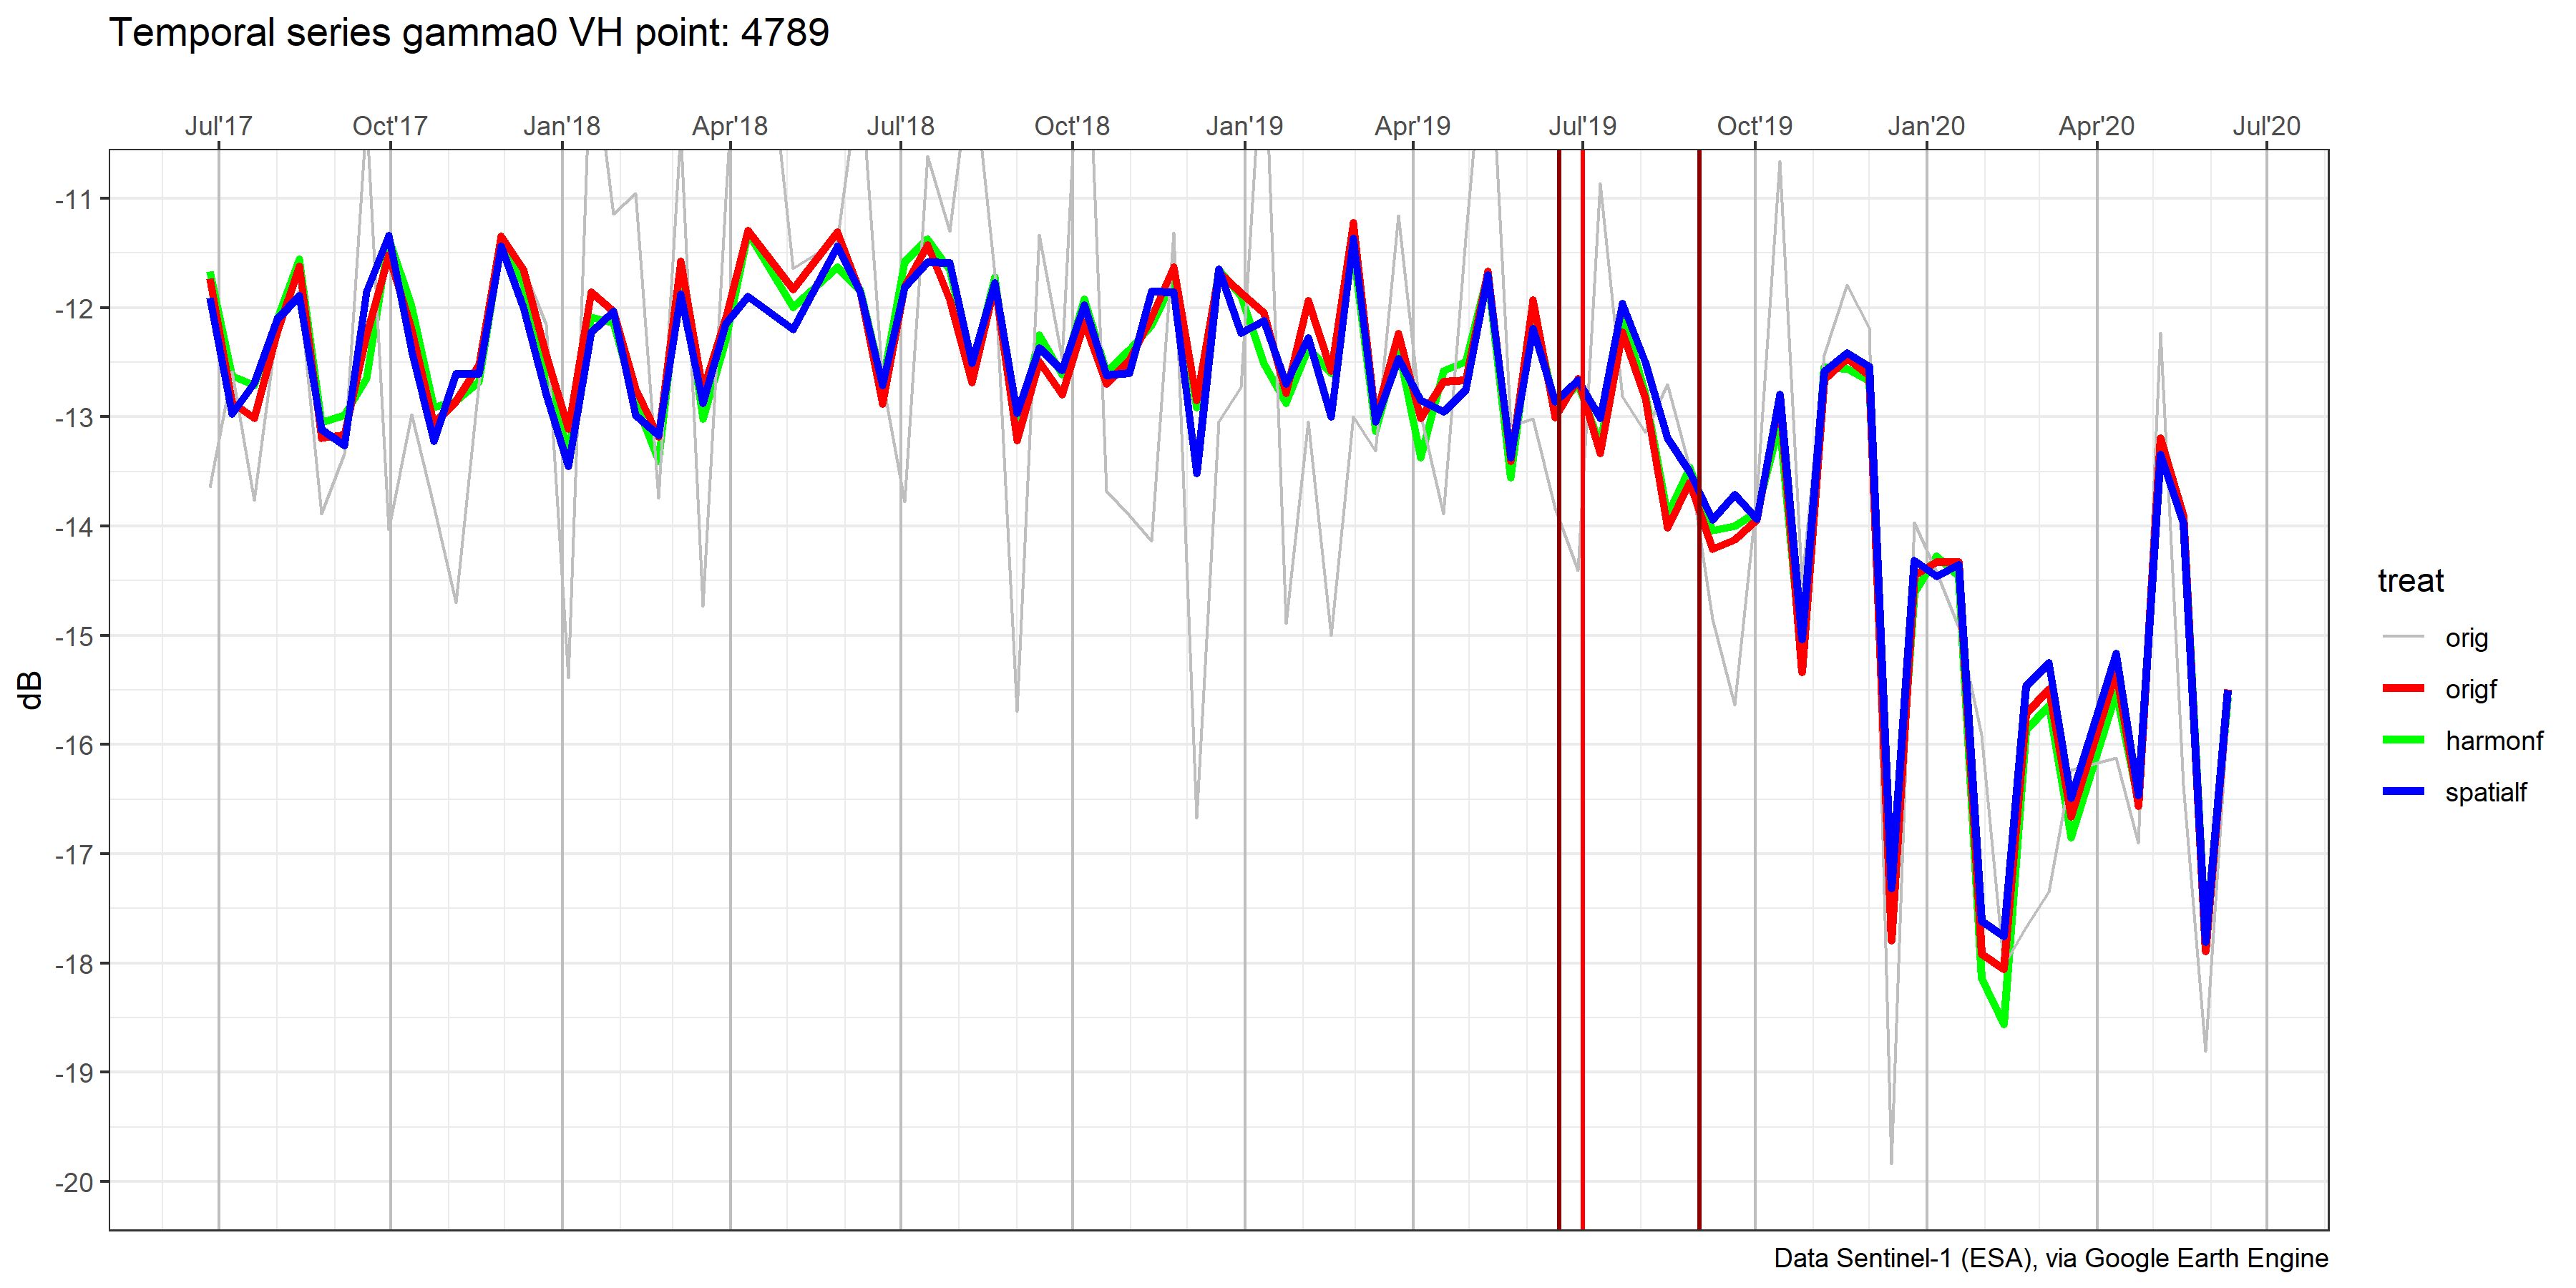 Temporal series gamma0 VH point: 4789
Jul'17 Oct'17 Jan'18 Apr'18 Jul'18 Oct'18 Jan'19 Apr'19 Jul'19 Oct'19 Jan'20 Apr'20 Jul'20
-11
-12
-13
-14
-15
-16
-17
-18
-19
-20
dB
treat
orig
origf
harmonf
spatialf
Data Sentinel-1 (ESA), via Google Earth Engine